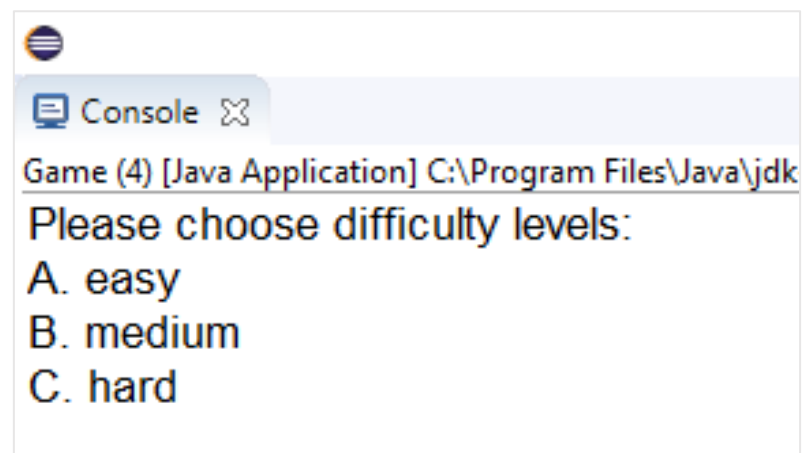 Console
Game (4) [Java Application] C:\Program Files\Java\jdk
Please choose difficulty levels:
A. easy
B. medium
C. hard